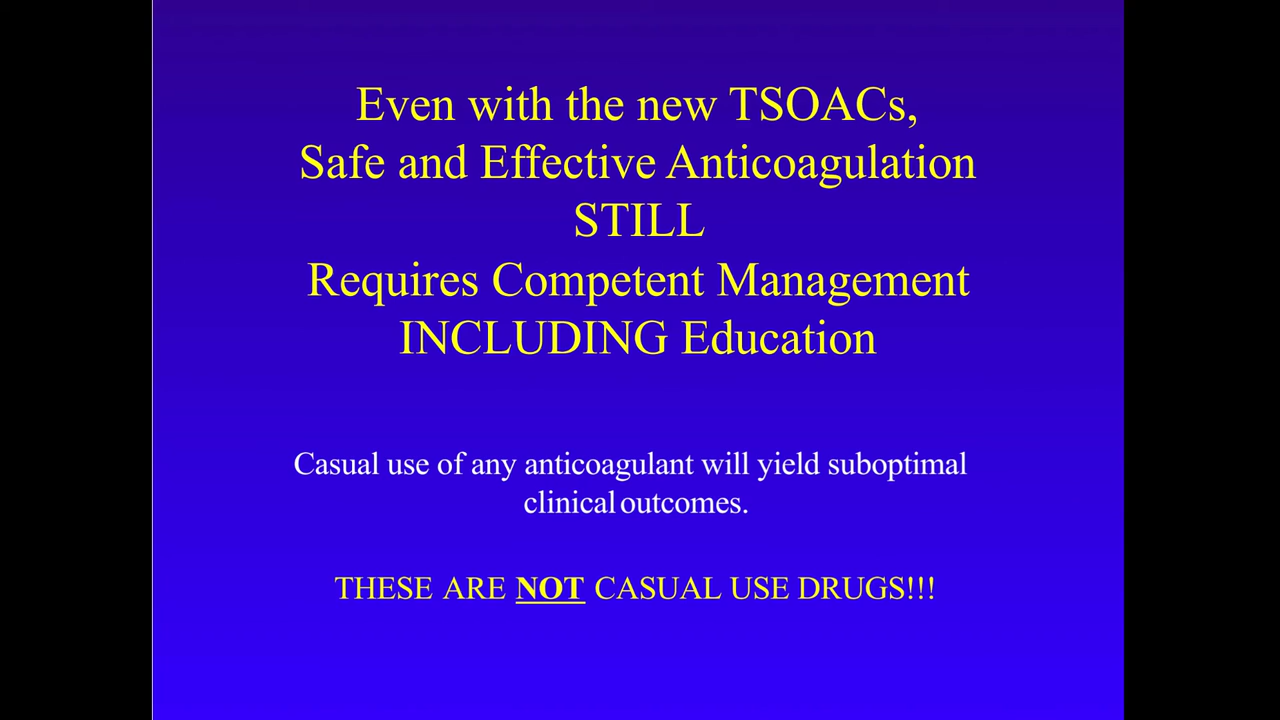 Even with the new TSOACs,
Safe and Effective Anticoagulation
STILL
Requires Competent Management
INCLUDING Education
Casual use of any anticoagulant will yield suboptimal
clinical outcomes.
THESE ARE NOT CASUAL USE DRUGS!!!